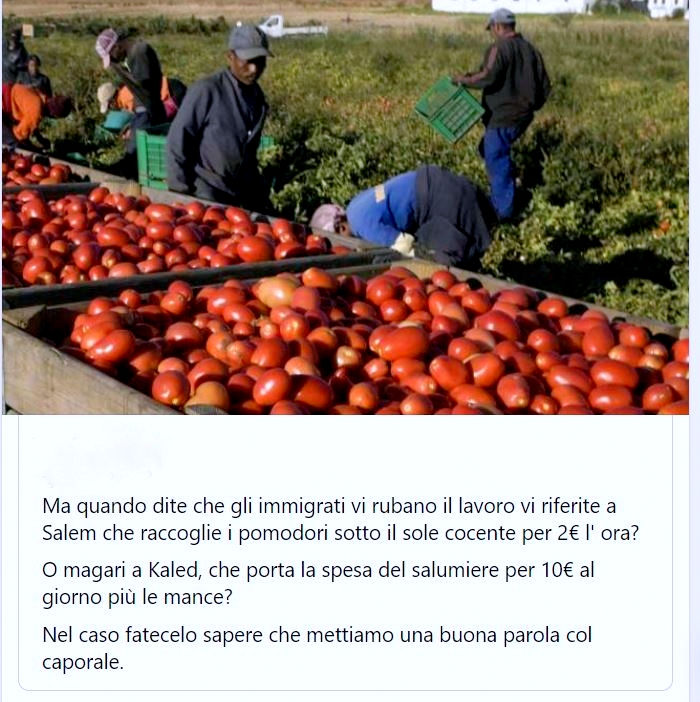 Ma quando dite che gli immigrati vi rubano il lavoro vi riferite a
Salem che raccoglie i pomodori sotto il sole cocente per 2€ l' ora?
O magari a Kaled, che porta la spesa del salumiere per 10€ al
giorno più le mance?
Nel caso fatecelo sapere che mettiamo una buona parola col
caporale.